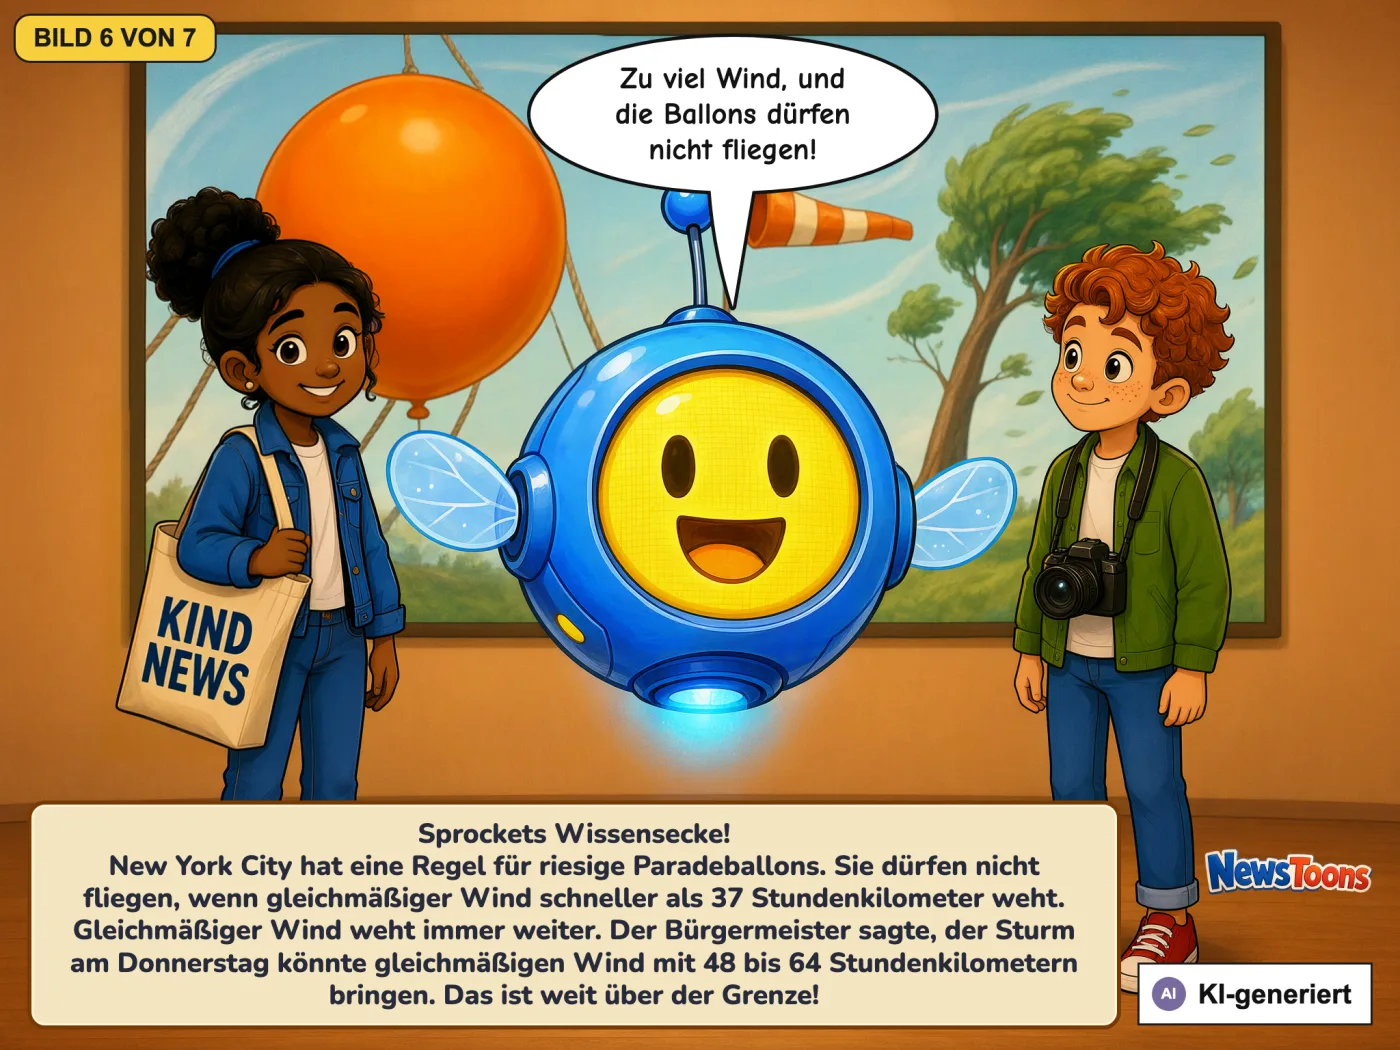 BILD 6 VON 7
Zu viel Wind, und
die Ballons dürfen
nicht fliegen!
KIND
NEWS
Sprockets Wissensecke!
New York City hat eine Regel für riesige Paradeballons. Sie dürfen nicht
fliegen, wenn gleichmäßiger Wind schneller als 37 Stundenkilometer weht.
Gleichmäßiger Wind weht immer weiter. Der Bürgermeister sagte, der Sturm
am Donnerstag könnte gleichmäßigen Wind mit 48 bis 64 Stundenkilometern
bringen. Das ist weit über der Grenze!
NewsToons
AI KI-generiert